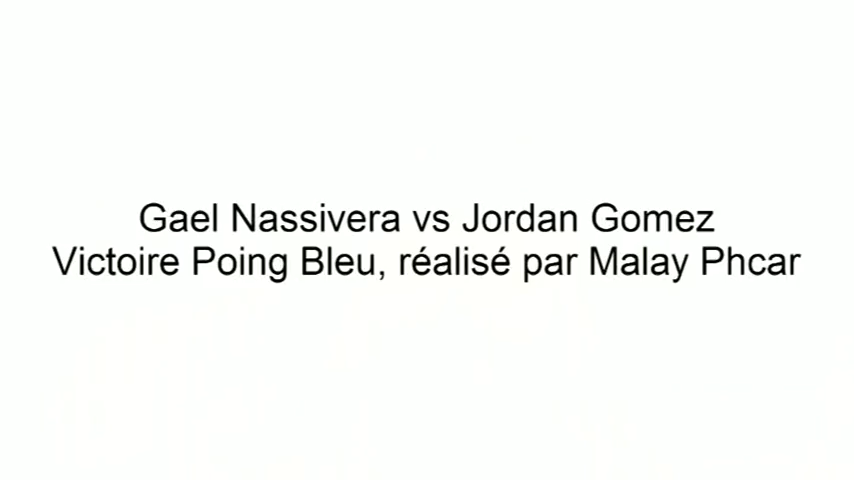 Gael Nassivera vs Jordan Gomez
Victoire Poing Bleu, réalisé par Malay Phcar